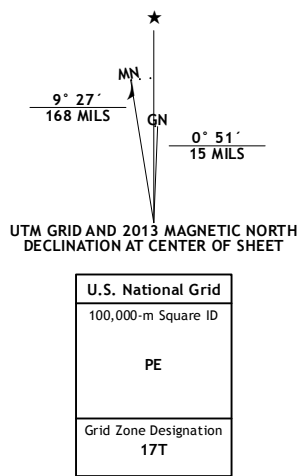 ★
MN
9° 27´
168 MILS
GN
0° 51´
15 MILS
UTM GRID AND 2013 MAGNETIC NORTH
DECLINATION AT CENTER OF SHEET
U.S. National Grid
100,000-m Square ID
PE
Grid Zone Designation
17T